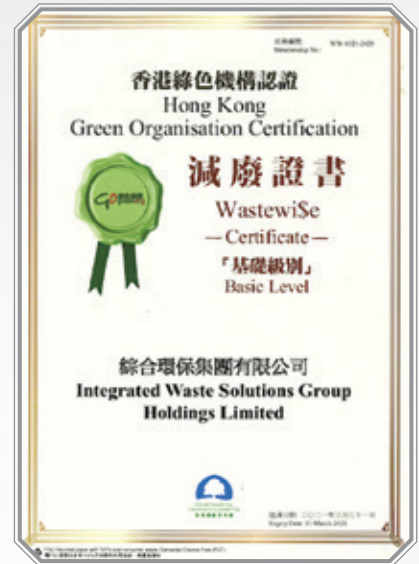 香港綠色機構認證
Hong Kong
Green Organisation Certification
減廢證書
Wastewi$e
— Certificate —
「基礎級別」
Basic Level
綜合環保集團有限公司
Integrated Waste Solutions Group
Holdings Limited